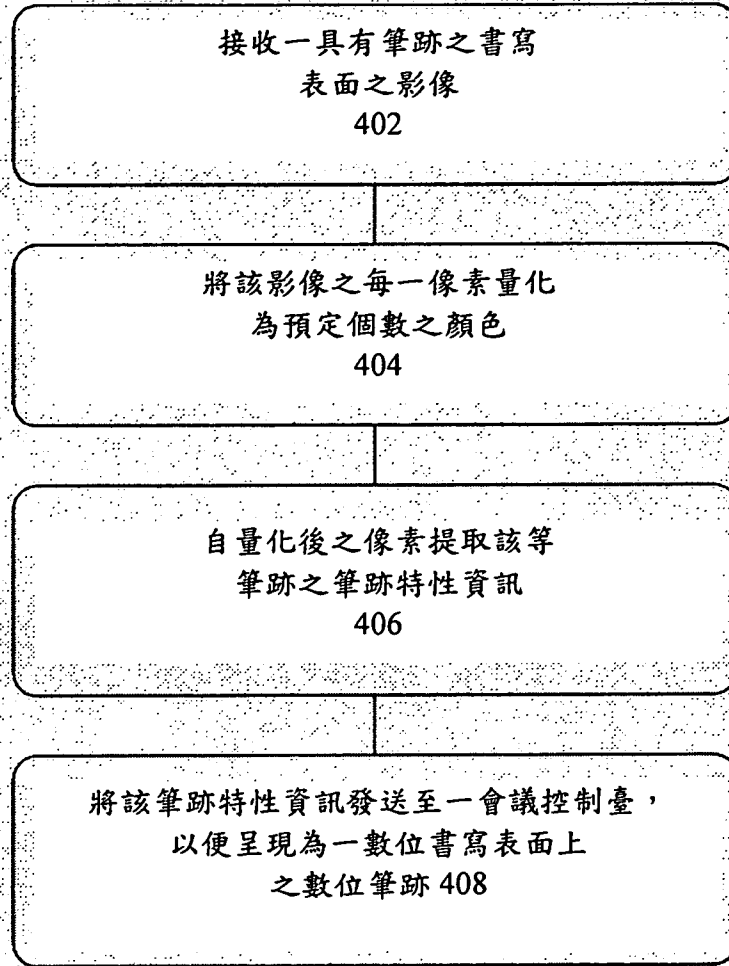 接收一具有筆跡之書寫
表面之影像
402
將該影像之每一像素量化
為預定個數之顏色
404
自量化後之像素提取該等
筆跡之筆跡特性資訊
406
將該筆跡特性資訊發送至一會議控制臺，
以便呈現為一數位書寫表面上
之數位筆跡 408